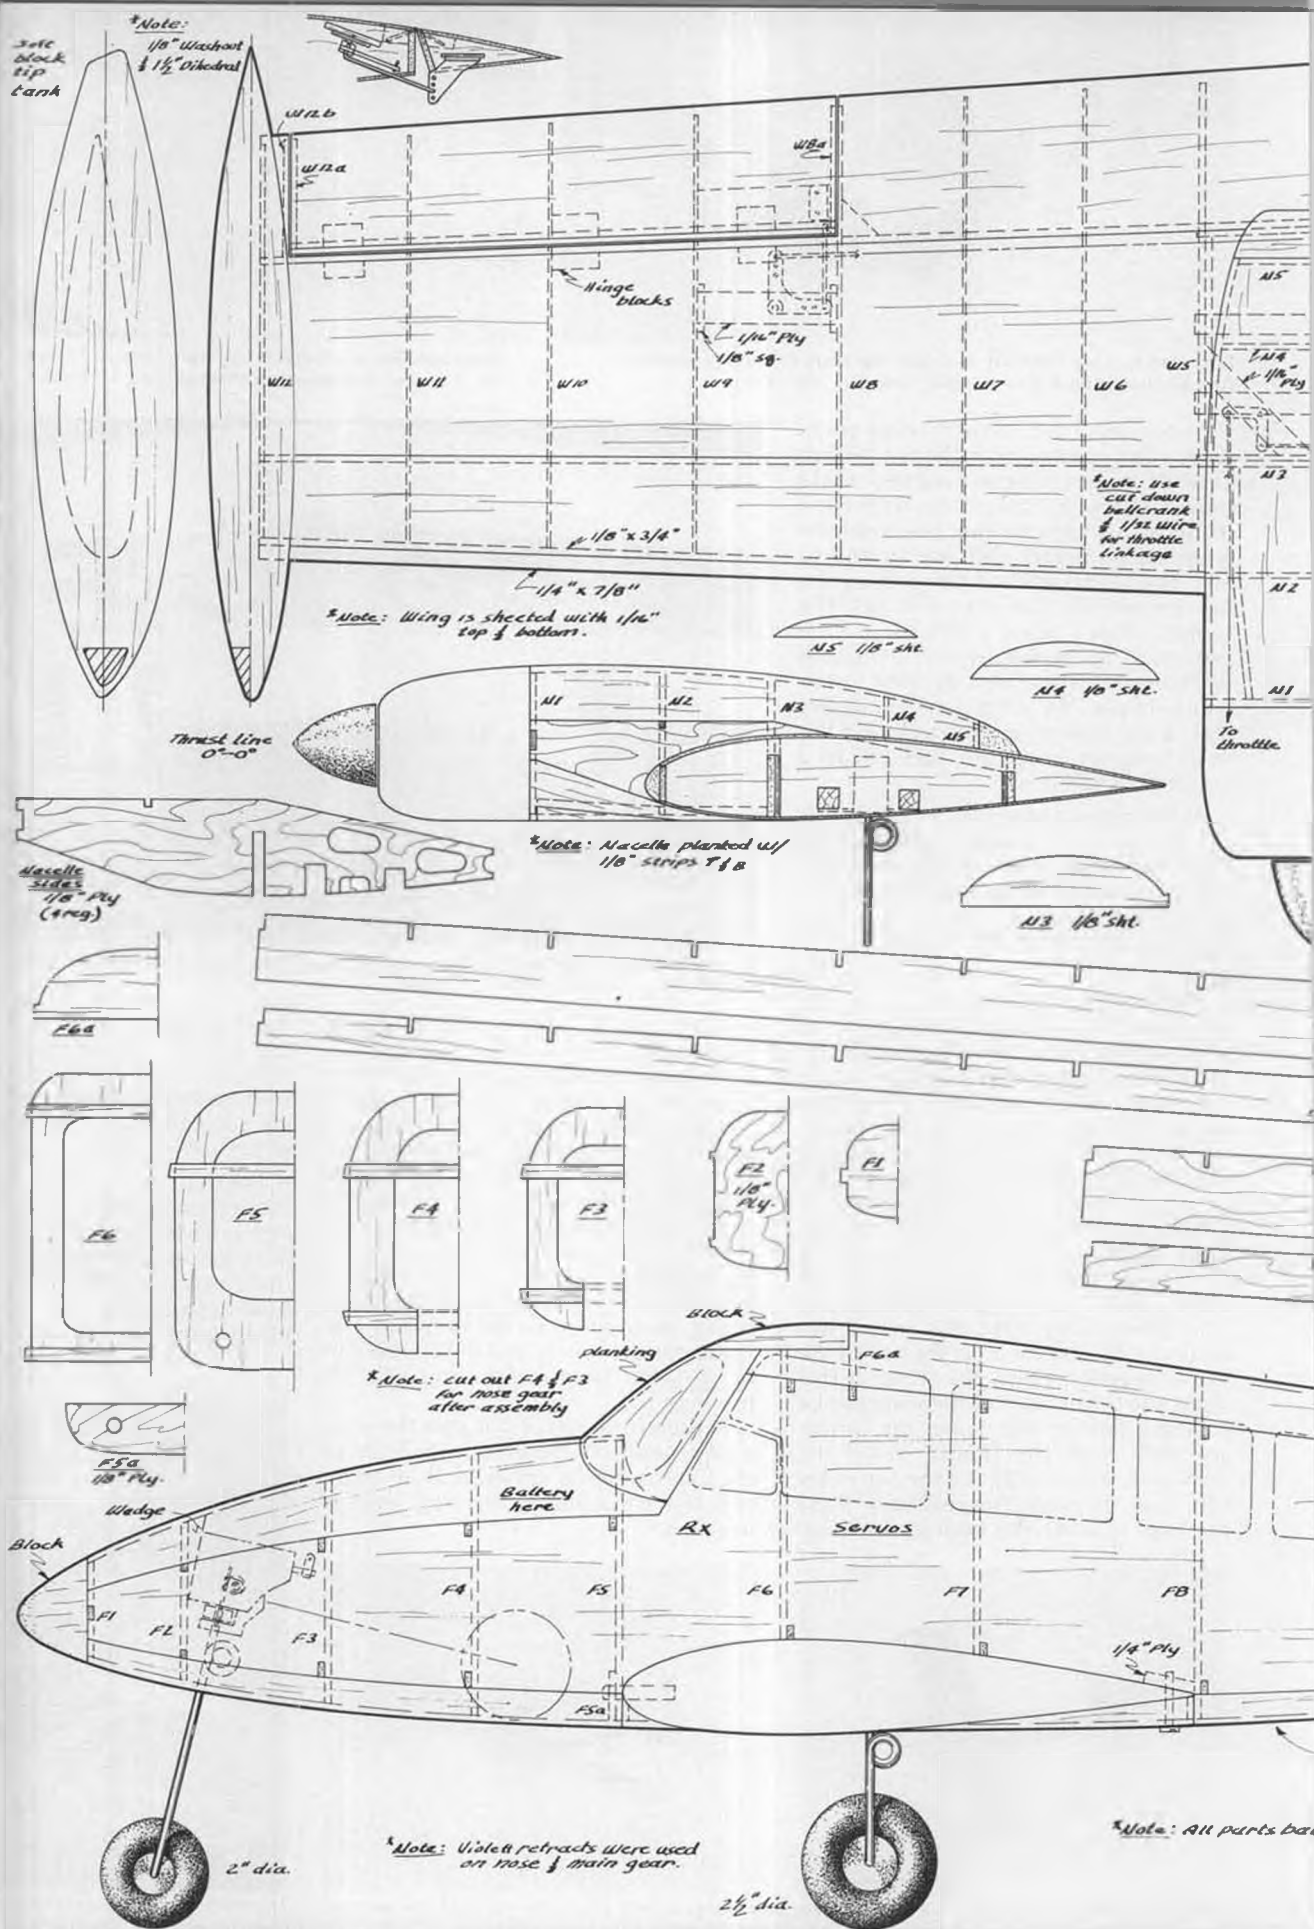 Soft
block
tip
tank
*Note:
1/8" Washout
& 1 1/2" Dihedral
W12b
W12a
W8a
Hinge
blocks
1/16" Ply
1/8" sq.
N5
N4
1/16"
Ply
W12
W11
W10
W9
W8
W7
W6
W5
N3
*Note: use
cut down
bellcrank
& 1/32 wire
for throttle
linkage
1/8" x 3/4"
1/4" x 7/8"
N2
*Note: Wing is sheeted with 1/16"
top & bottom.
N5 1/8" sht.
N4 1/8" sht.
N1
To
throttle
N1
N2
N3
N4
N5
Thrust line
0°-0°
*Note: Nacelle planked w/
1/8" strips T & B
Nacelle
sides
1/8" Ply
(4 req.)
N3 1/8" sht.
F6a
F6
F5
F4
F3
F2
1/8"
Ply.
F1
Block
planking
F6a
*Note: cut out F4 & F3
for nose gear
after assembly
F5a
1/8" Ply.
Wedge
Battery
here
Block
Rx
Servos
F1
F2
F3
F4
F5
F6
F7
F8
1/4" Ply
F5a
2" dia.
*Note: Violett retracts were used
on nose & main gear.
2 1/2" dia.
*Note: All parts ba